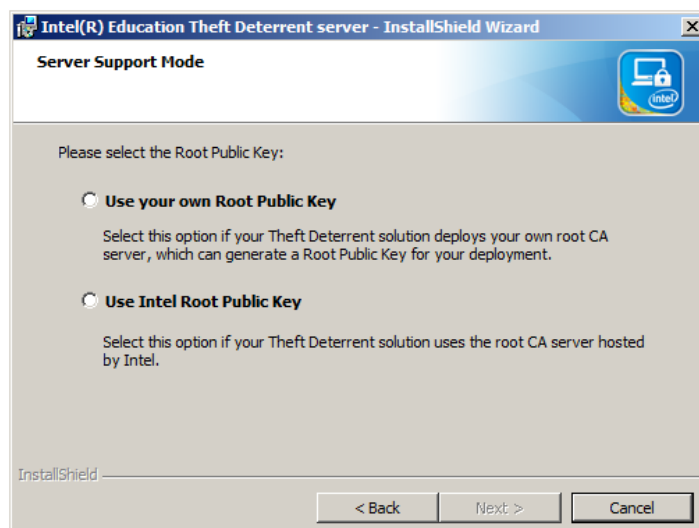 Intel(R) Education Theft Deterrent server - InstallShield Wizard
Server Support Mode
intel
Please select the Root Public Key:
Use your own Root Public Key
Select this option if your Theft Deterrent solution deploys your own root CA
server, which can generate a Root Public Key for your deployment.
Use Intel Root Public Key
Select this option if your Theft Deterrent solution uses the root CA server hosted
by Intel.
InstallShield
< Back Next > Cancel